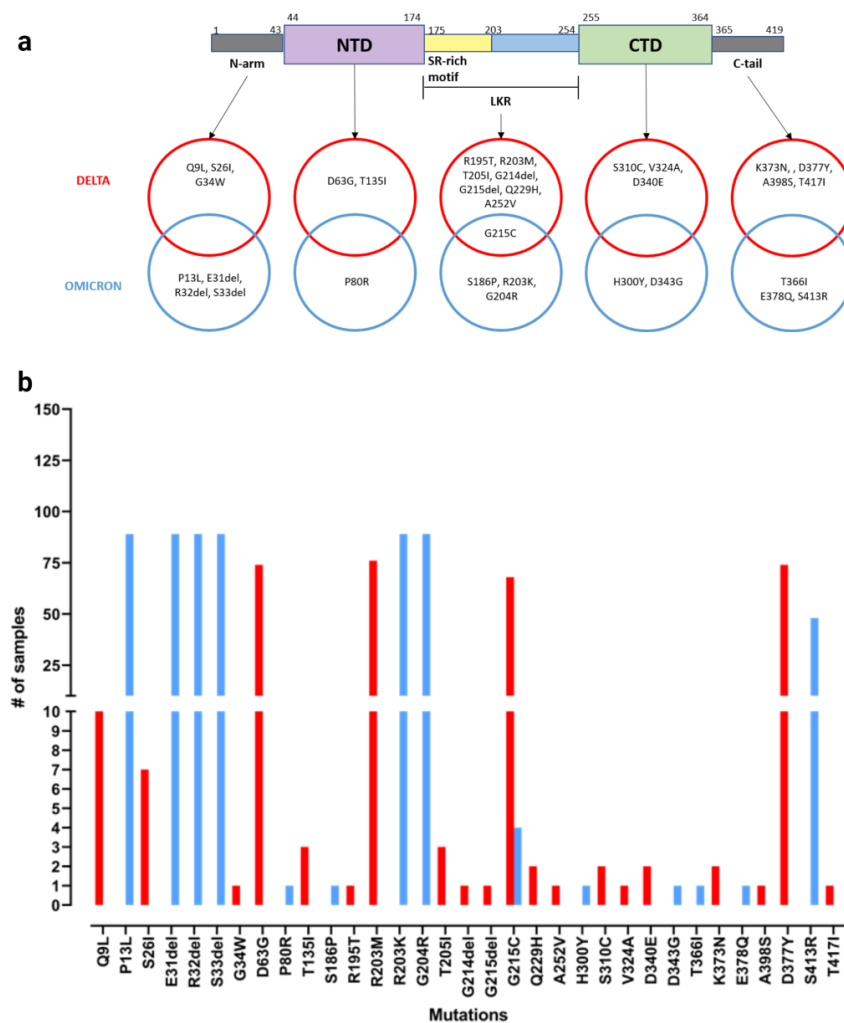 a
1
43
44
174
175
203
254
255
364
365
419
NTD
CTD
N-arm
SR-rich
motif
C-tail
LKR
DELTA
Q9L, S26I,
G34W
D63G, T135I
R195T, R203M,
T205I, G214del,
G215del, Q229H,
A252V
S310C, V324A,
D340E
K373N, , D377Y,
A398S, T417I
G215C
OMICRON
P13L, E31del,
R32del, S33del
P80R
S186P, R203K,
G204R
H300Y, D343G
T366I
E378Q, S413R
b
# of samples
150
125
100
75
50
25
10
9
8
7
6
5
4
3
2
1
0
Q9L
P13L
S26I
E31del
R32del
S33del
G34W
D63G
P80R
T135I
S186P
R195T
R203M
R203K
G204R
T205I
G214del
G215del
G215C
Q229H
A252V
H300Y
S310C
V324A
D340E
D343G
T366I
K373N
E378Q
A398S
D377Y
S413R
T417I
Mutations